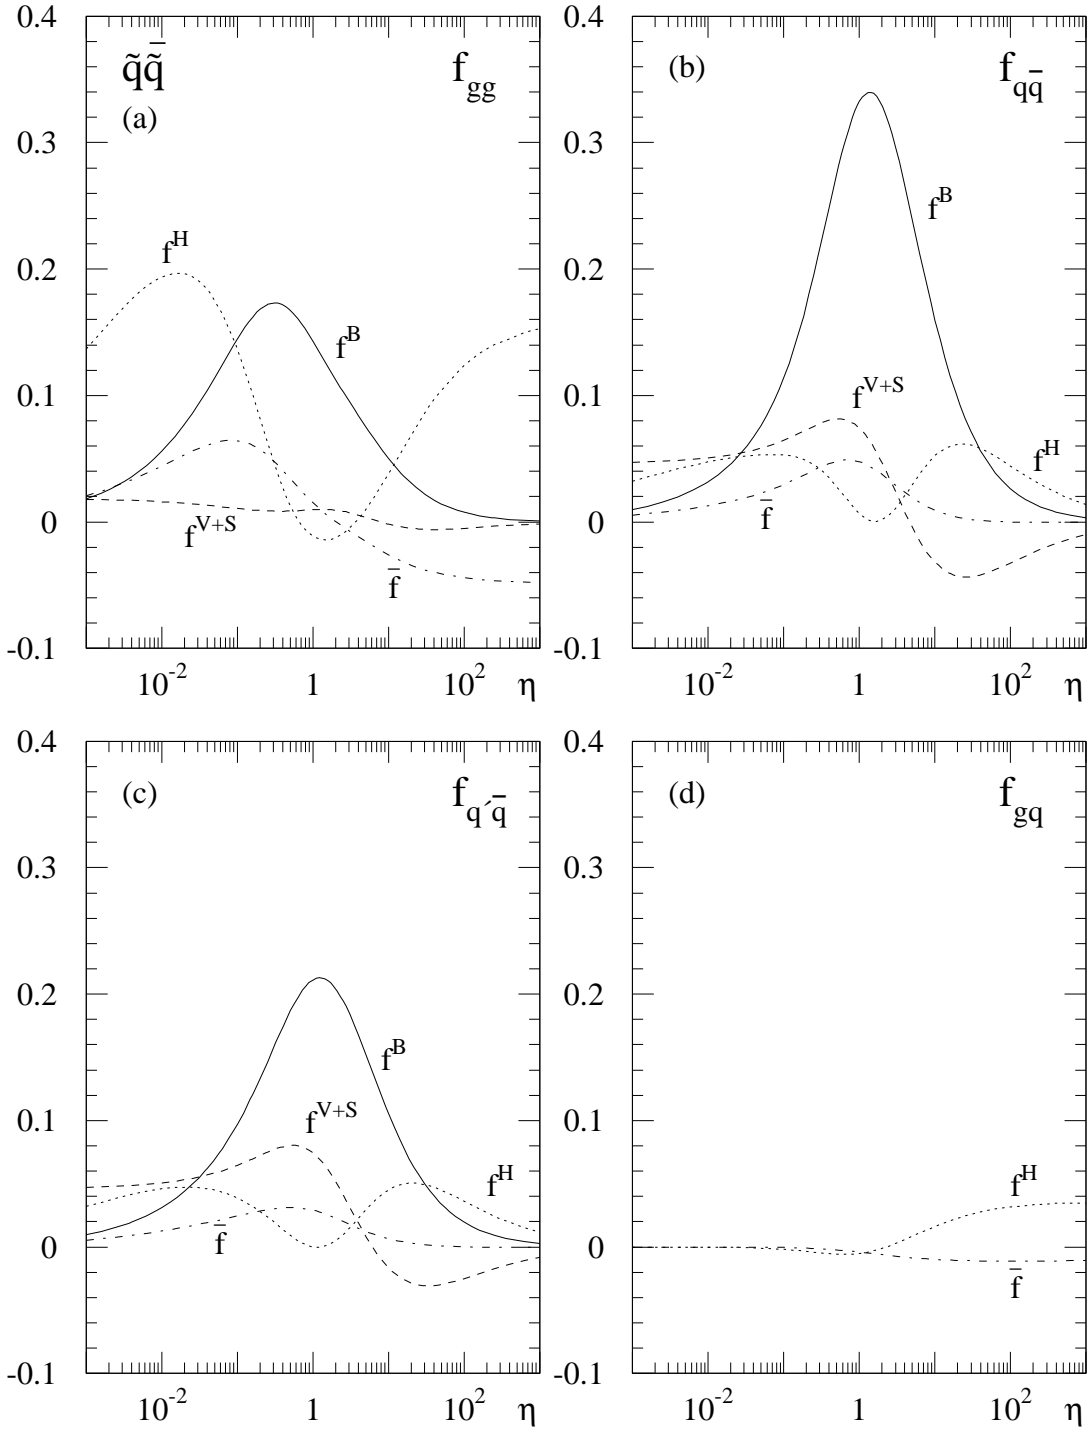 q̃q̃̄ f_gg
(a)
0.4
0.3
0.2
0.1
0
-0.1
f^H
f^B
f^V+S
f̄
10^-2 1 10^2 η
(b) f_qq̄
0.4
0.3
0.2
0.1
0
-0.1
f^B
f^V+S
f^H
f̄
10^-2 1 10^2 η
(c) f_q´q̄
0.4
0.3
0.2
0.1
0
-0.1
f^B
f^V+S
f^H
f̄
10^-2 1 10^2 η
(d) f_gq
0.4
0.3
0.2
0.1
0
-0.1
f^H
f̄
10^-2 1 10^2 η